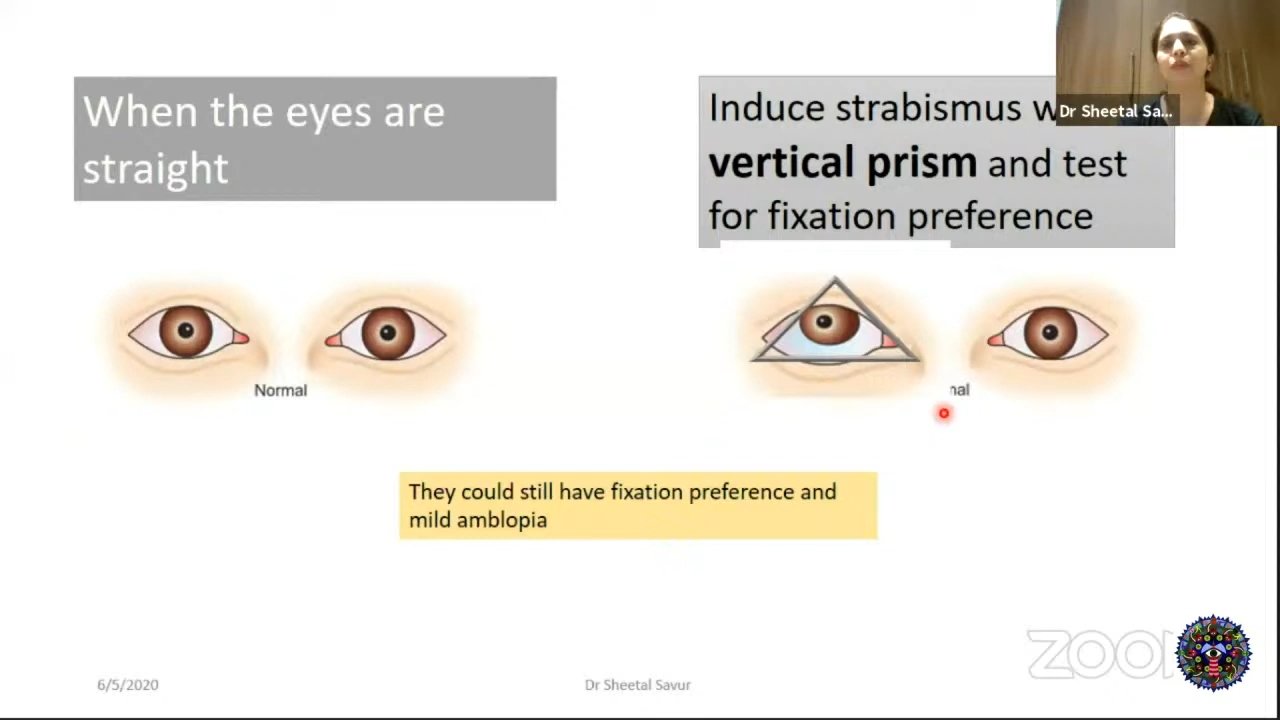 When the eyes are
straight
Induce strabismus w
vertical prism and test
for fixation preference
Dr Sheetal Sa...
Normal
nal
They could still have fixation preference and
mild amblopia
6/5/2020
Dr Sheetal Savur
ZOOM